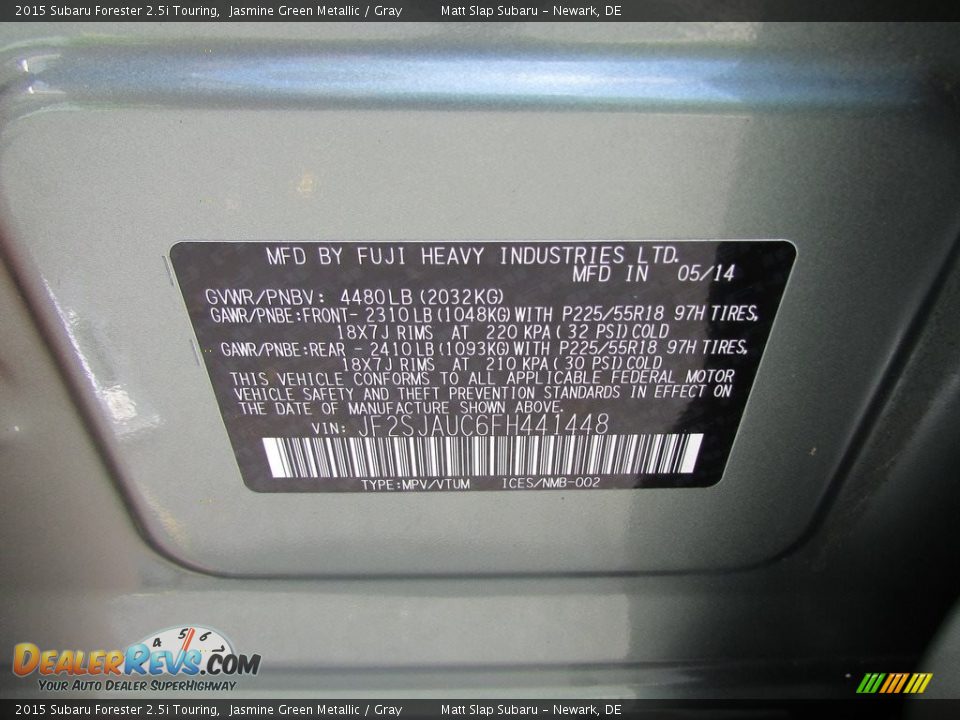 2015 Subaru Forester 2.5i Touring, Jasmine Green Metallic / Gray Matt Slap Subaru - Newark, DE
MFD BY FUJI HEAVY INDUSTRIES LTD.
MFD IN 05/14
GVWR/PNBV: 4480LB(2032KG)
GAWR/PNBE:FRONT- 2310LB(1048KG)WITH P225/55R18 97H TIRES,
18X7J RIMS AT 220 KPA( 32 PSI)COLD
GAWR/PNBE:REAR - 2410LB(1093KG)WITH P225/55R18 97H TIRES,
18X7J RIMS AT 210 KPA( 30 PSI)COLD
THIS VEHICLE CONFORMS TO ALL APPLICABLE FEDERAL MOTOR
VEHICLE SAFETY AND THEFT PREVENTION STANDARDS IN EFFECT ON
THE DATE OF MANUFACTURE SHOWN ABOVE.
VIN: JF2SJAUC6FH441448
TYPE:MPV/VTUM ICES/NMB-002
4 5 6
DEALERREVS.COM
YOUR AUTO DEALER SUPERHIGHWAY
2015 Subaru Forester 2.5i Touring, Jasmine Green Metallic / Gray Matt Slap Subaru - Newark, DE